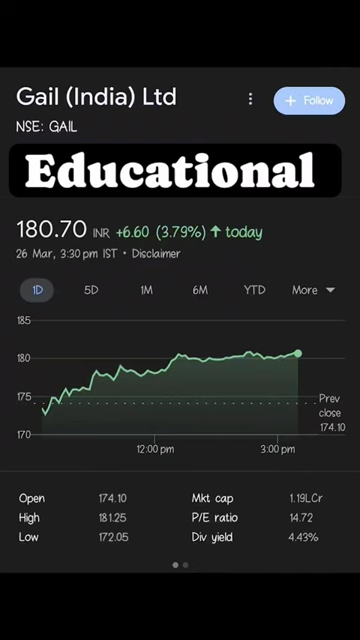 Gail (India) Ltd
+ Follow
NSE: GAIL
Educational
180.70 INR +6.60 (3.79%) ↑ today
26 Mar, 3:30 pm IST • Disclaimer
1D 5D 1M 6M YTD More
185
180
175
170
Prev
close
174.10
12:00 pm 3:00 pm
Open 174.10 Mkt cap 1.19LCr
High 181.25 P/E ratio 14.72
Low 172.05 Div yield 4.43%